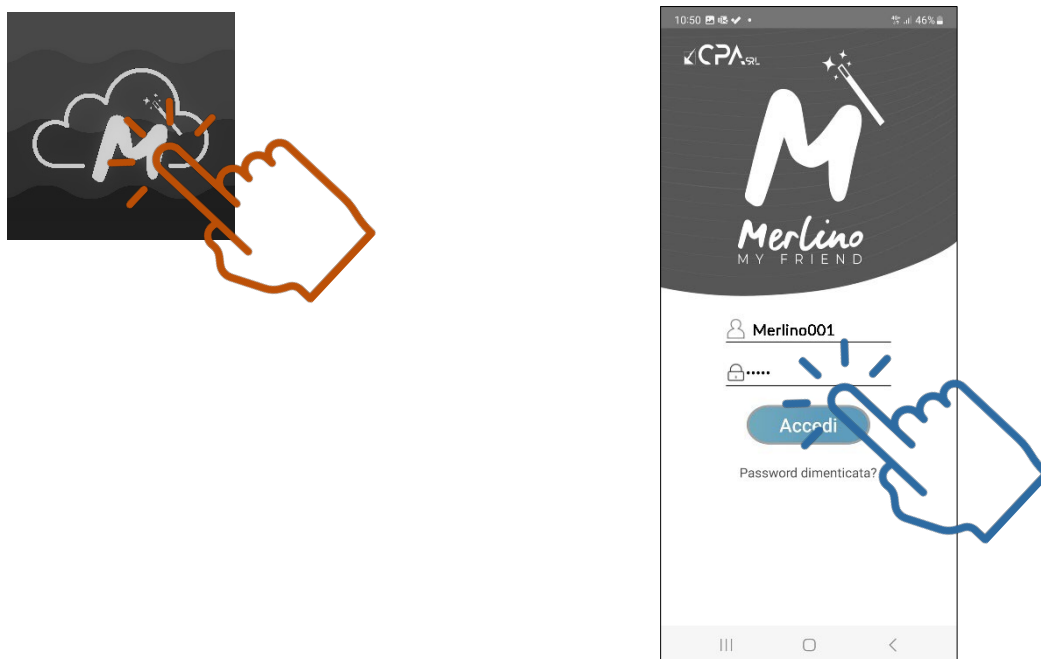 M
10:50 46%
CPA SRL
M
Merlino
MY FRIEND
Merlino001
Accedi
Password dimenticata?